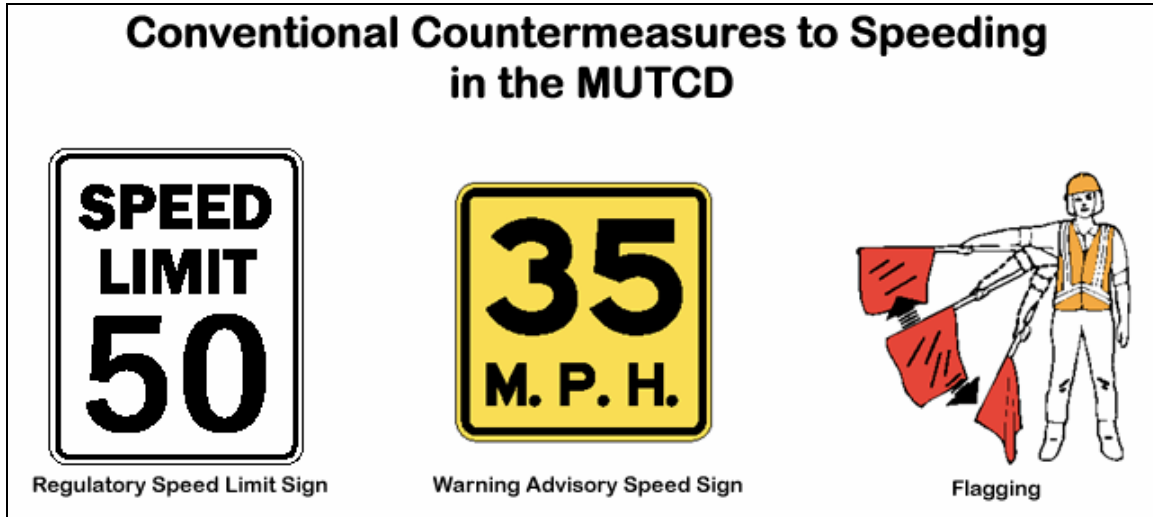 Conventional Countermeasures to Speeding
in the MUTCD
SPEED
LIMIT
50
35
M. P. H.
Regulatory Speed Limit Sign
Warning Advisory Speed Sign
Flagging